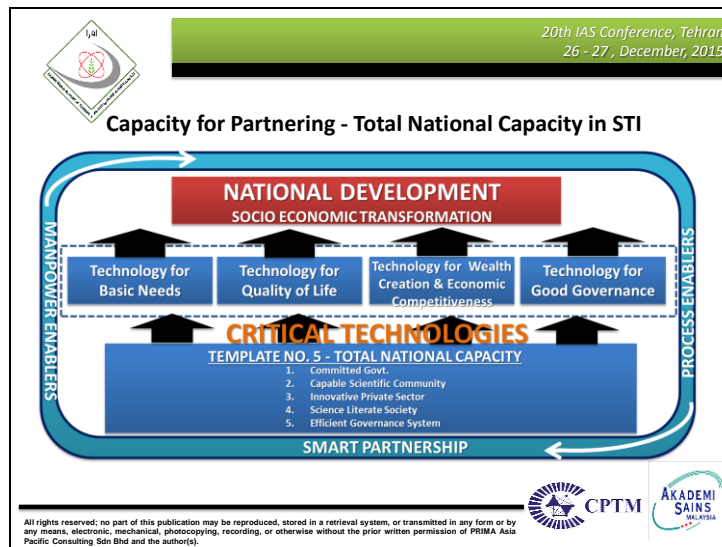 20th IAS Conference, Tehran
26 - 27 , December, 2015
Capacity for Partnering - Total National Capacity in STI
NATIONAL DEVELOPMENT
SOCIO ECONOMIC TRANSFORMATION
MANPOWER ENABLERS
PROCESS ENABLERS
Technology for
Basic Needs
Technology for
Quality of Life
Technology for Wealth
Creation & Economic
Competitiveness
Technology for
Good Governance
CRITICAL TECHNOLOGIES
TEMPLATE NO. 5 - TOTAL NATIONAL CAPACITY
1. Committed Govt.
2. Capable Scientific Community
3. Innovative Private Sector
4. Science Literate Society
5. Efficient Governance System
SMART PARTNERSHIP
All rights reserved; no part of this publication may be reproduced, stored in a retrieval system, or transmitted in any form or by
any means, electronic, mechanical, photocopying, recording, or otherwise without the prior written permission of PRIMA Asia
Pacific Consulting Sdn Bhd and the author(s).
CPTM
AKADEMI
SAINS
MALAYSIA